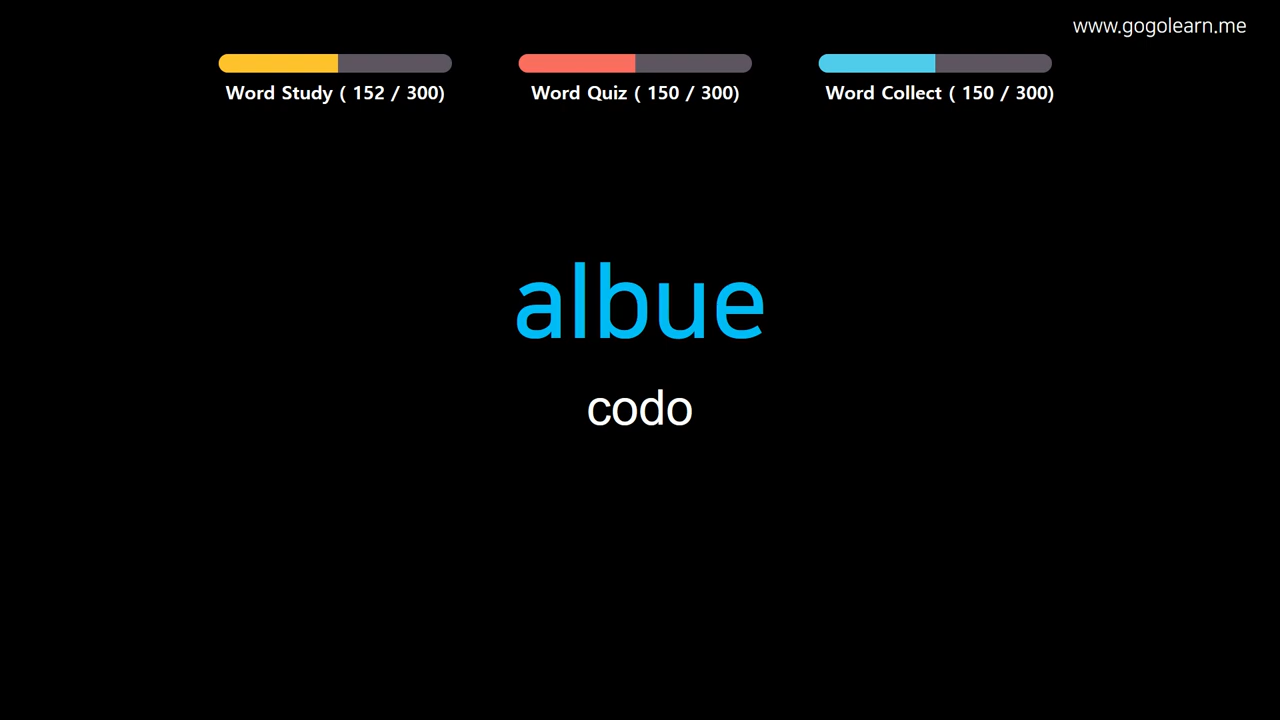 www.gogolearn.me
Word Study ( 152 / 300)
Word Quiz ( 150 / 300)
Word Collect ( 150 / 300)
albue
codo